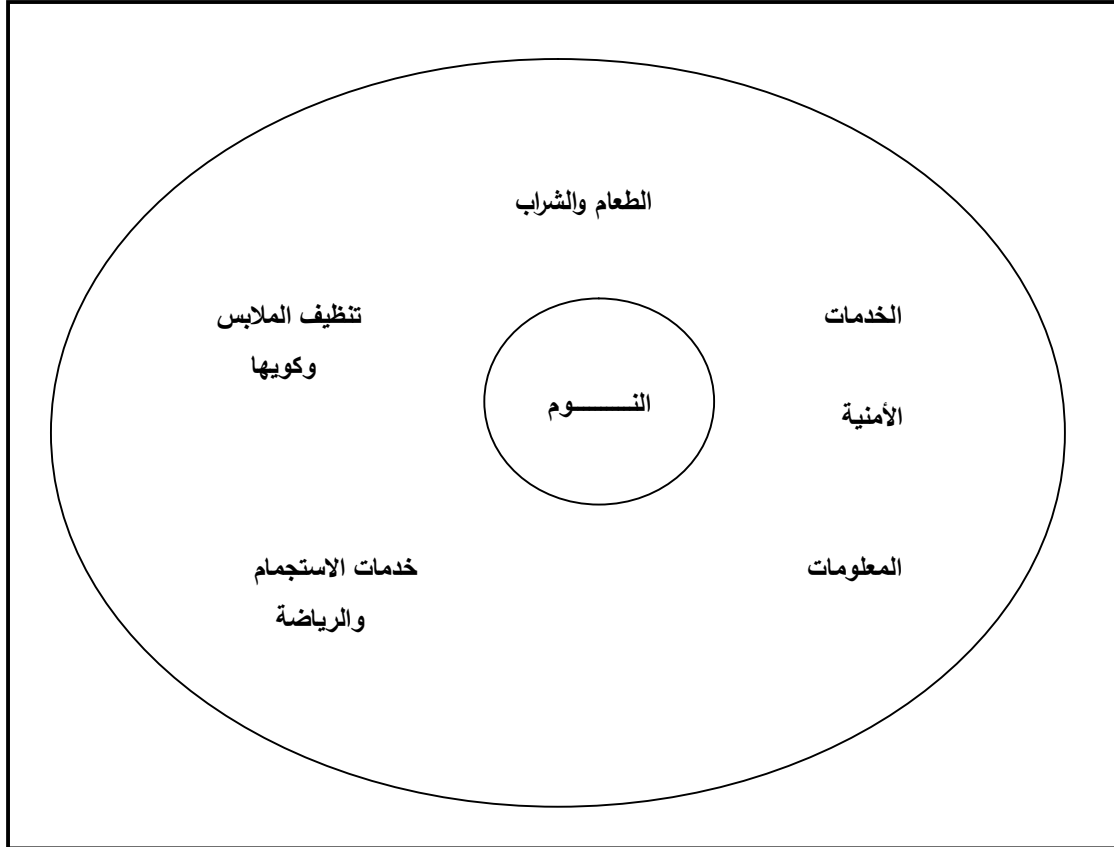 الطعام والشراب
الخدمات
الأمنية
تنظيف الملابس
وكويها
النـــــــوم
المعلومات
خدمات الاستجمام
والرياضة